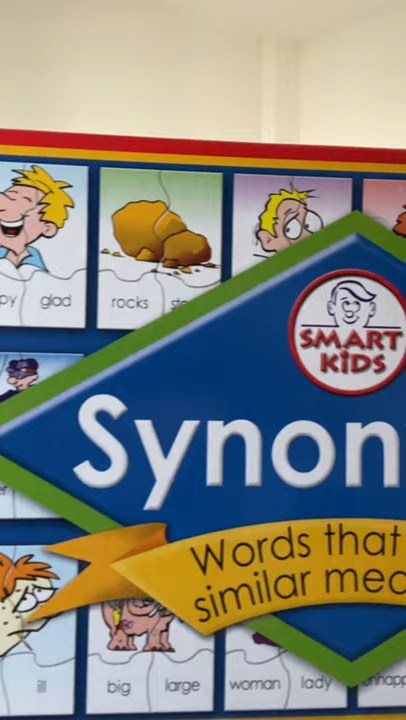 glad
rocks
SMART
KiDS
Synon
Words that
similar mea
ill
big large woman lady